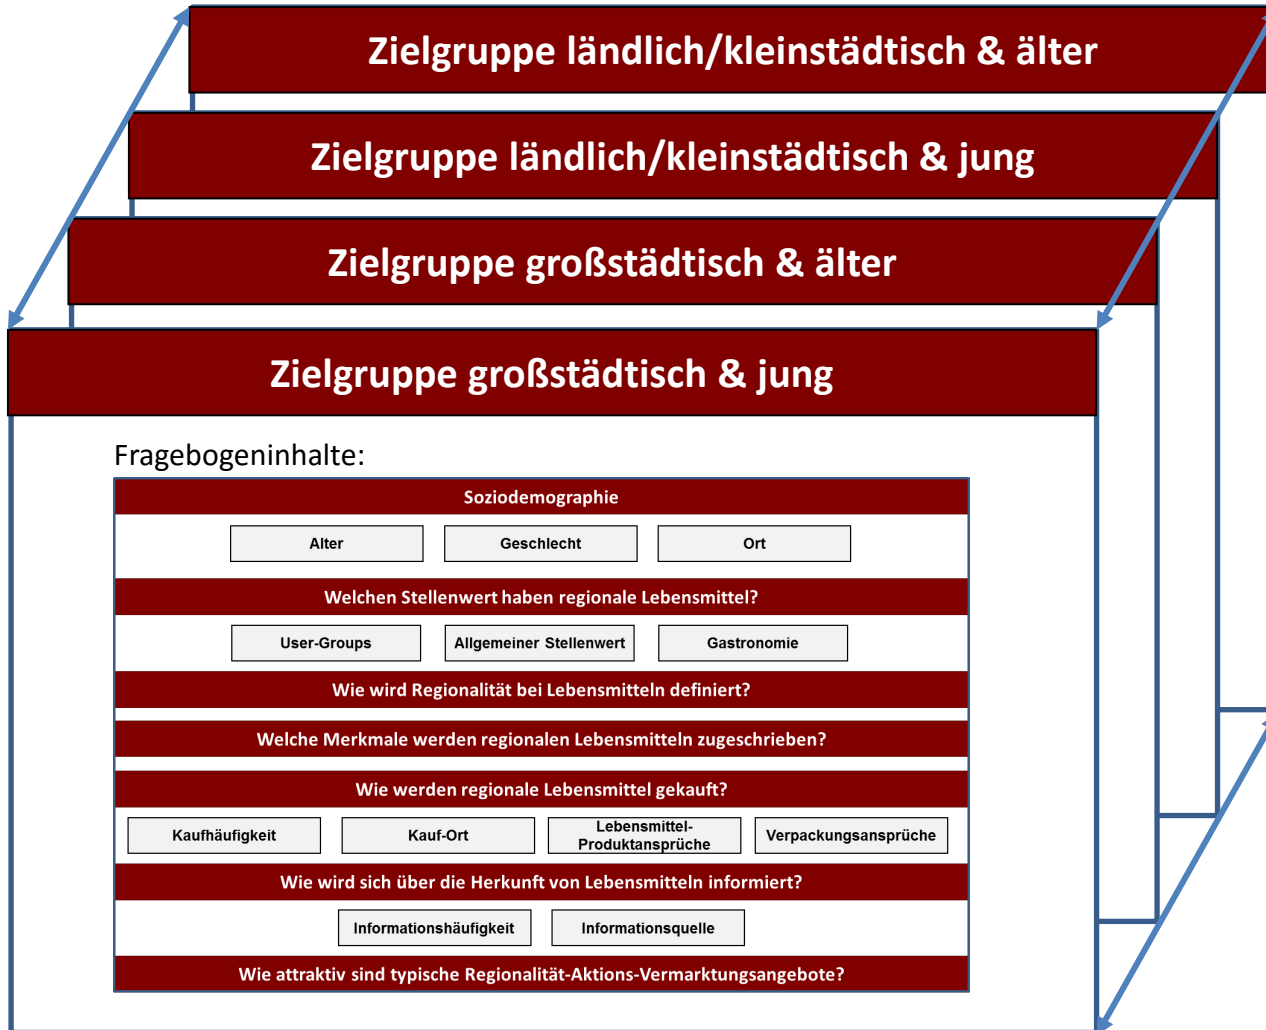 Zielgruppe ländlich/kleinstädtisch & älter
Zielgruppe ländlich/kleinstädtisch & jung
Zielgruppe großstädtisch & älter
Zielgruppe großstädtisch & jung
Fragebogeninhalte:
Soziodemographie
Alter
Geschlecht
Ort
Welchen Stellenwert haben regionale Lebensmittel?
User-Groups
Allgemeiner Stellenwert
Gastronomie
Wie wird Regionalität bei Lebensmitteln definiert?
Welche Merkmale werden regionalen Lebensmitteln zugeschrieben?
Wie werden regionale Lebensmittel gekauft?
Kaufhäufigkeit
Kauf-Ort
Lebensmittel-
Produktansprüche
Verpackungsansprüche
Wie wird sich über die Herkunft von Lebensmitteln informiert?
Informationshäufigkeit
Informationsquelle
Wie attraktiv sind typische Regionalität-Aktions-Vermarktungsangebote?